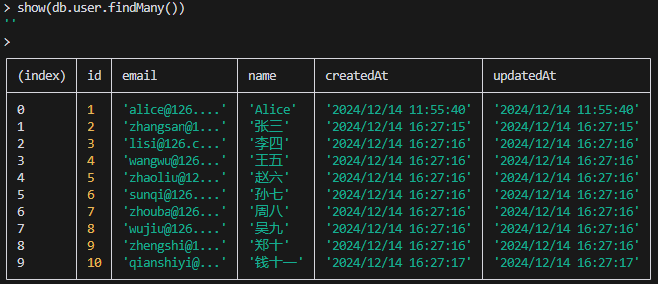 > show(db.user.findMany())
''
>
(index) id email name createdAt updatedAt
0 1 'alice@126....' 'Alice' '2024/12/14 11:55:40' '2024/12/14 11:55:40'
1 2 'zhangsan@1...' '张三' '2024/12/14 16:27:15' '2024/12/14 16:27:15'
2 3 'lisi@126.c...' '李四' '2024/12/14 16:27:16' '2024/12/14 16:27:16'
3 4 'wangwu@126...' '王五' '2024/12/14 16:27:16' '2024/12/14 16:27:16'
4 5 'zhaoliu@12...' '赵六' '2024/12/14 16:27:16' '2024/12/14 16:27:16'
5 6 'sunqi@126....' '孙七' '2024/12/14 16:27:16' '2024/12/14 16:27:16'
6 7 'zhouba@126...' '周八' '2024/12/14 16:27:16' '2024/12/14 16:27:16'
7 8 'wujiu@126....' '吴九' '2024/12/14 16:27:16' '2024/12/14 16:27:16'
8 9 'zhengshi@1...' '郑十' '2024/12/14 16:27:16' '2024/12/14 16:27:16'
9 10 'qianshiyi@...' '钱十一' '2024/12/14 16:27:17' '2024/12/14 16:27:17'